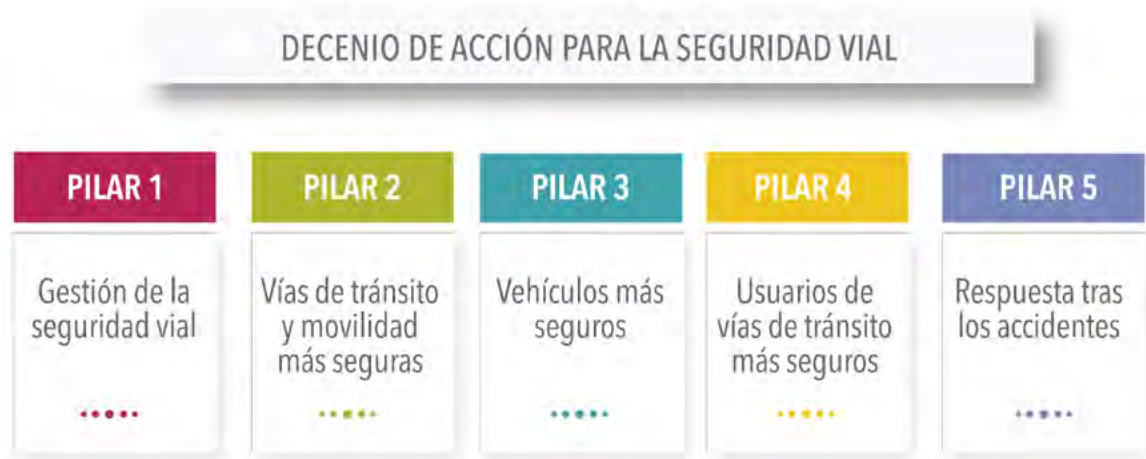 DECENIO DE ACCIÓN PARA LA SEGURIDAD VIAL
PILAR 1
Gestión de la
seguridad vial
PILAR 2
Vías de tránsito
y movilidad
más seguras
PILAR 3
Vehículos más
seguros
PILAR 4
Usuarios de
vías de tránsito
más seguros
PILAR 5
Respuesta tras
los accidentes